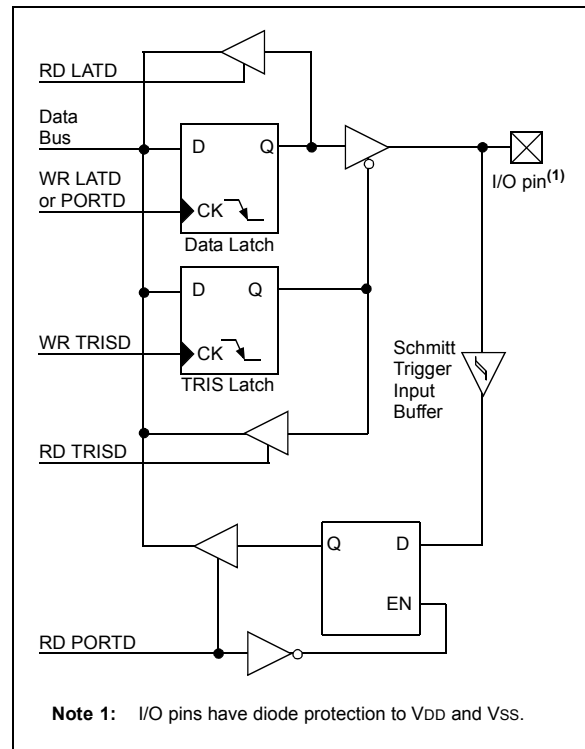 RD LATD
Data
Bus
D Q
WR LATD
or PORTD
CK
Data Latch
I/O pin(1)
D Q
WR TRISD
CK
TRIS Latch
Schmitt
Trigger
Input
Buffer
RD TRISD
Q D
EN
RD PORTD
Note 1: I/O pins have diode protection to VDD and VSS.